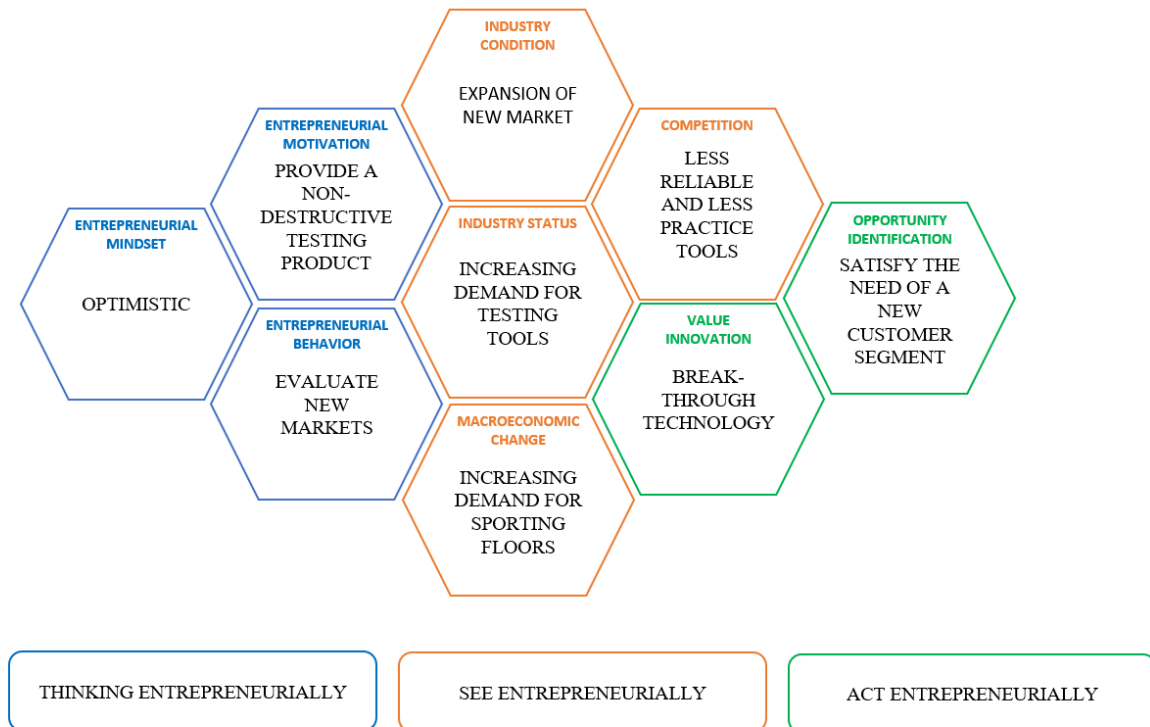 INDUSTRY
CONDITION
EXPANSION OF
NEW MARKET
ENTREPRENEURIAL
MOTIVATION
PROVIDE A
NON-
DESTRUCTIVE
TESTING
PRODUCT
COMPETITION
LESS
RELIABLE
AND LESS
PRACTICE
TOOLS
ENTREPRENEURIAL
MINDSET
OPTIMISTIC
INDUSTRY STATUS
INCREASING
DEMAND FOR
TESTING
TOOLS
OPPORTUNITY
IDENTIFICATION
SATISFY THE
NEED OF A
NEW
CUSTOMER
SEGMENT
ENTREPRENEURIAL
BEHAVIOR
EVALUATE
NEW
MARKETS
VALUE
INNOVATION
BREAK-
THROUGH
TECHNOLOGY
MACROECONOMIC
CHANGE
INCREASING
DEMAND FOR
SPORTING
FLOORS
THINKING ENTREPRENEURIALLY
SEE ENTREPRENEURIALLY
ACT ENTREPRENEURIALLY